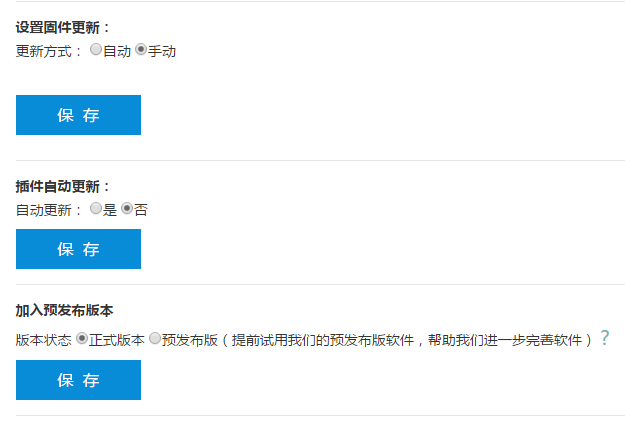 设置固件更新：
更新方式： 自动 手动
保 存
插件自动更新：
自动更新： 是 否
保 存
加入预发布版本
版本状态 正式版本 预发布版（提前试用我们的预发布版软件，帮助我们进一步完善软件） ?
保 存